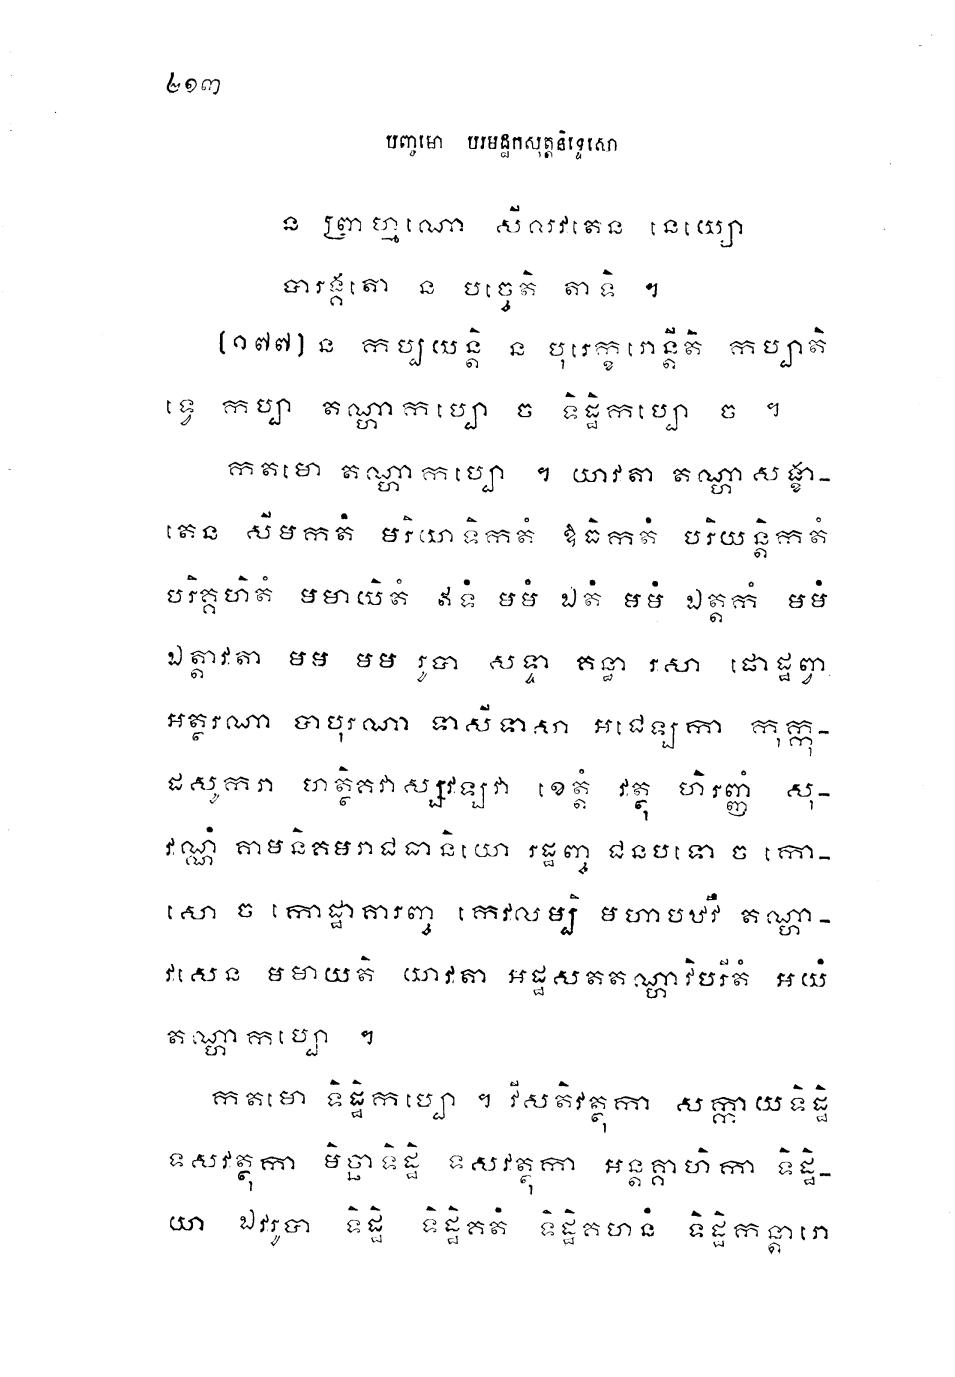 ២១៣
បញ្ចមោ បរមដ្ឋកសុត្តនិទ្ទេសោ
ន ព្រាហ្មណោ សីលវតេន នេយ្យោ
បារង្គតោ ន បច្ចេតិ តាទិ ។
(១៧៧) ន កប្បយន្តិ ន បុរេក្ខរោន្តីតិ កប្បាតិ
ទ្វេ កប្បា តណ្ហាកប្បោ ច ទិដ្ឋិកប្បោ ច ។
កតមោ តណ្ហាកប្បោ ។ យាវតា តណ្ហាសង្ខា-
តេន សីមកតំ មរិយាទិកតំ ឱធិកតំ បរិយន្តិកតំ
បរិគ្គហិតំ មមាយិតំ ឥទំ មមំ ឯតំ មមំ ឯត្តកំ មមំ
ឯត្តាវតា មម មម រូបា សទ្ទា គន្ធា រសា ផោដ្ឋព្វា
អត្ថរណា បាបុរណា ទាសីទាសា អជេឡកា កុក្កុ-
ដសូករា ហត្ថិគវាស្សវឡវា ខេត្តំ វត្ថុ ហិរញ្ញំ សុ-
វណ្ណំ គាមនិគមរាជធានិយោ រដ្ឋញ្ច ជនបទោ ច កោ-
សោ ច កោដ្ឋាគារញ្ច កេវលម្បិ មហាបឋវឹ តណ្ហា-
វសេន មមាយតិ យាវតា អដ្ឋសតតណ្ហាវិបរីតំ អយំ
តណ្ហាកប្បោ ។
កតមោ ទិដ្ឋិកប្បោ ។ វីសតិវត្ថុកា សក្កាយទិដ្ឋិ
ទសវត្ថុកា មិច្ឆាទិដ្ឋិ ទសវត្ថុកា អន្តគ្គាហិកា ទិដ្ឋិ-
យា ឯវរូបា ទិដ្ឋិ ទិដ្ឋិគតំ ទិដ្ឋិគហនំ ទិដ្ឋិកន្តារោ